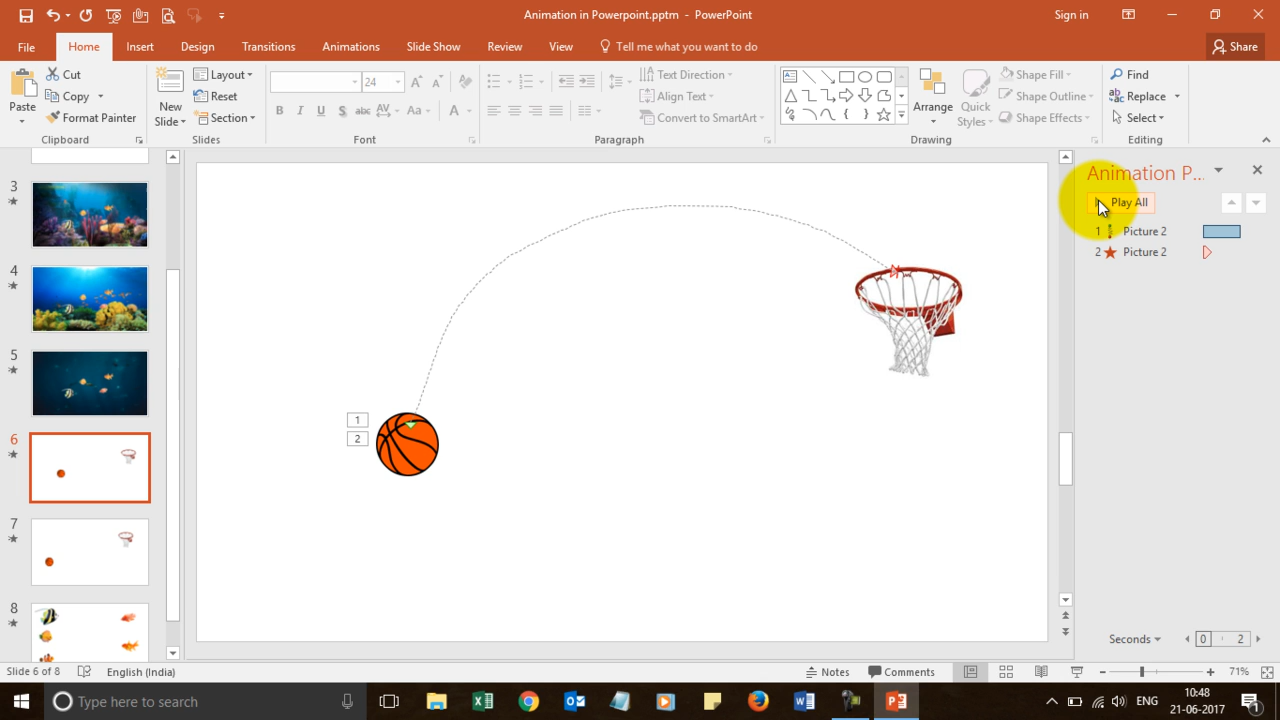 Animation in Powerpoint.pptm - PowerPoint
Sign in
File Home Insert Design Transitions Animations Slide Show Review View Tell me what you want to do Share
Paste
Cut
Copy
Format Painter
Clipboard
New Slide
Layout
Reset
Section
Slides
24
B I U S abc AV Aa A
Font
Text Direction
Align Text
Convert to SmartArt
Paragraph
Arrange
Quick Styles
Shape Fill
Shape Outline
Shape Effects
Drawing
Find
Replace
Select
Editing
3
4
5
6
7
8
1
2
Animation P...
Play All
1 Picture 2
2 Picture 2
Seconds 0 2
Slide 6 of 8 English (India) Notes Comments 71%
Type here to search
ENG
10:48
21-06-2017
1